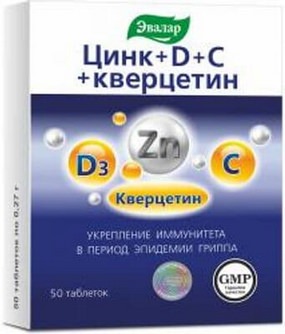 Эвалар
Цинк+D+C
+кверцетин
Zn
D3
C
Кверцетин
УКРЕПЛЕНИЕ ИММУНИТЕТА
В ПЕРИОД ЭПИДЕМИИ ГРИППА
50 таблеток
GMP
50 таблеток по 0,27 г